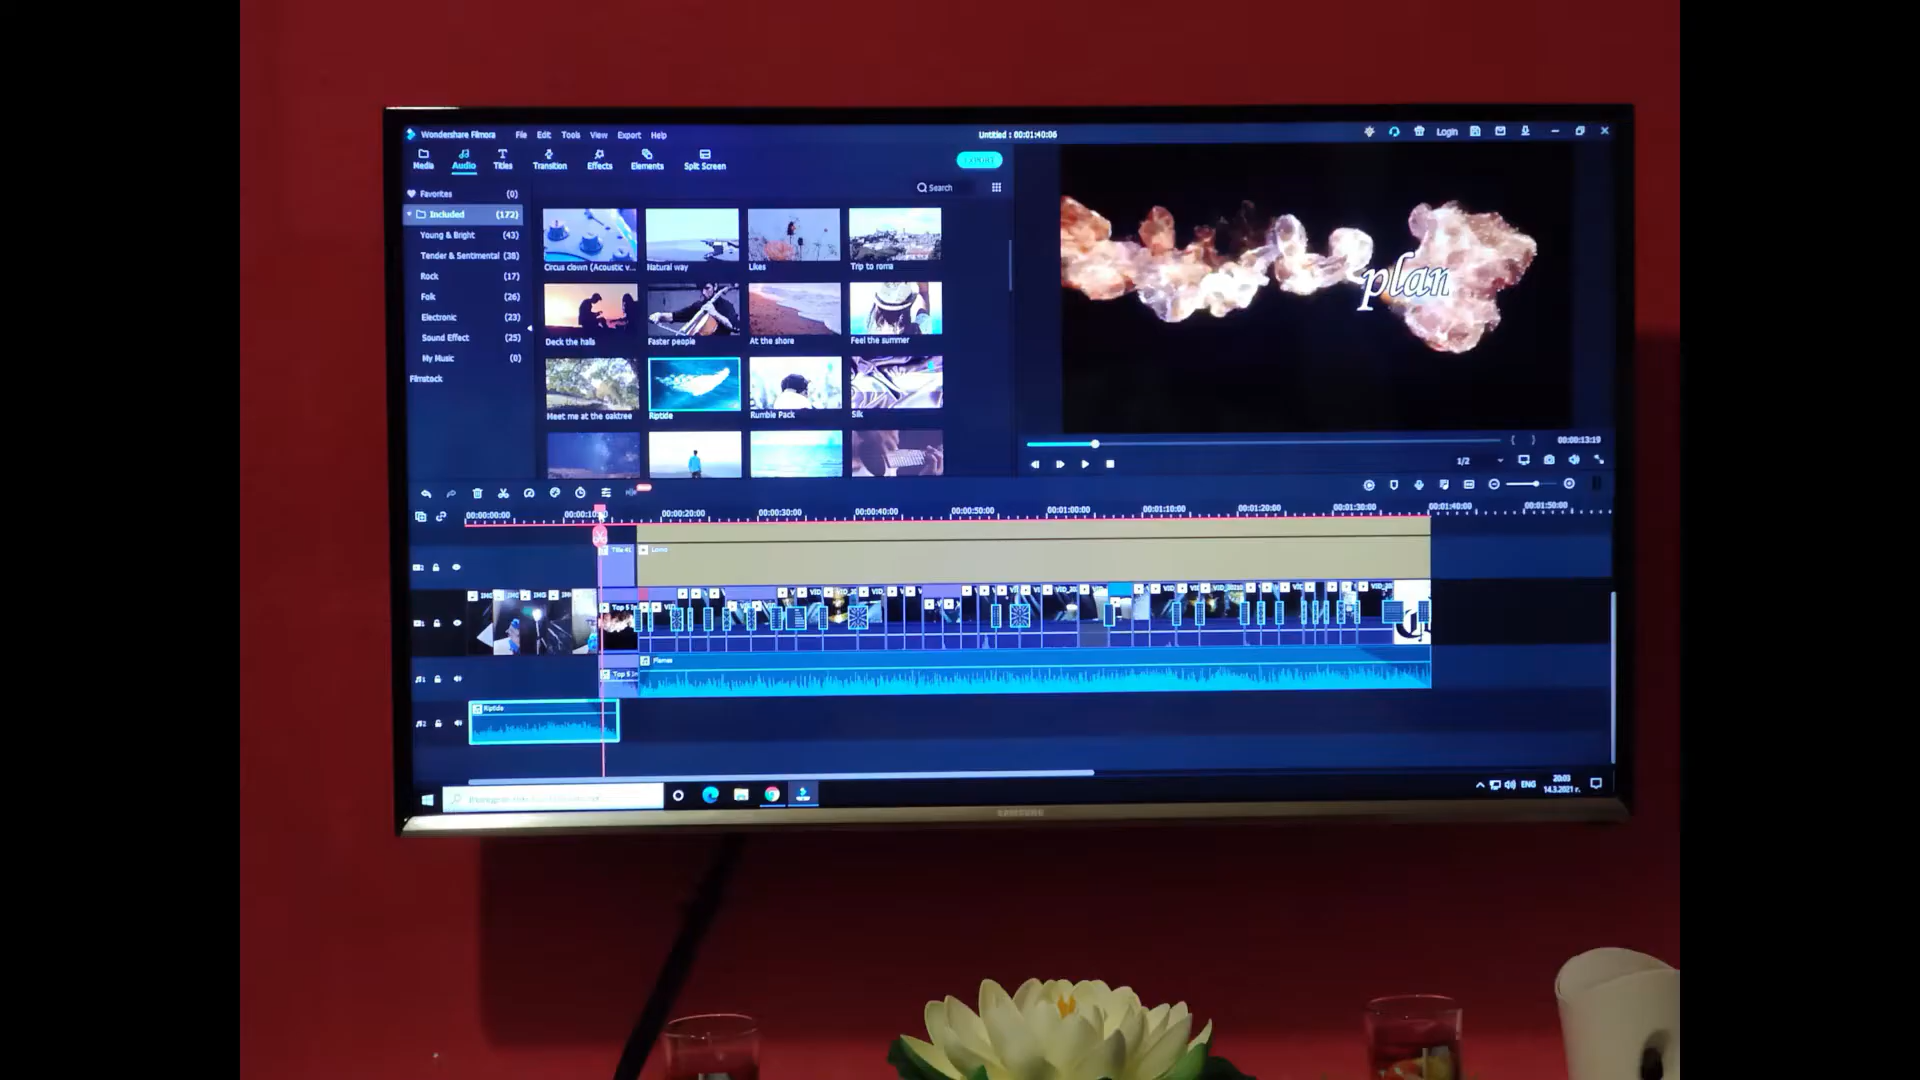 Wondershare Filmora File Edit Tools View Export Help
Untitled : 00:01:40:06
Login
Media Audio Titles Transition Effects Elements Split Screen
EXPORT
Search
Favorites (0)
Included (172)
Young & Bright (43)
Tender & Sentimental (38)
Rock (17)
Folk (26)
Electronic (23)
Sound Effect (25)
My Music (0)
Filmstock
Circus clown (Acoustic v... Natural way Likes Trip to roma
Deck the halls Faster people At the shore Feel the summer
Meet me at the oaktree Riptide Rumble Pack Silk
plan
00:00:13:19
1/2
00:00:00:00 00:00:20:00 00:00:30:00 00:00:40:00 00:00:50:00 00:01:00:00 00:01:10:00 00:01:20:00 00:01:30:00 00:01:40:00 00:01:50:00
Title 41
IMG
Top 5 In
VID
Top 5 In
Riptide
ENG
20:03
14.3.2021 г.
SAMSUNG